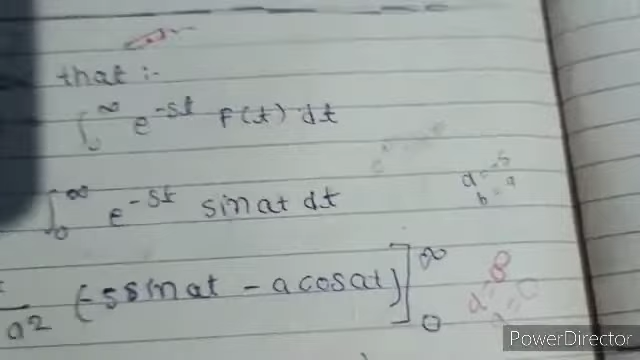 that :-
∫₀^∞ e^-st F(t) dt
∫₀^∞ e^-st sin at dt
a² (-s sin at - a cos at) ]₀^∞
a = -s
b = a
PowerDirector